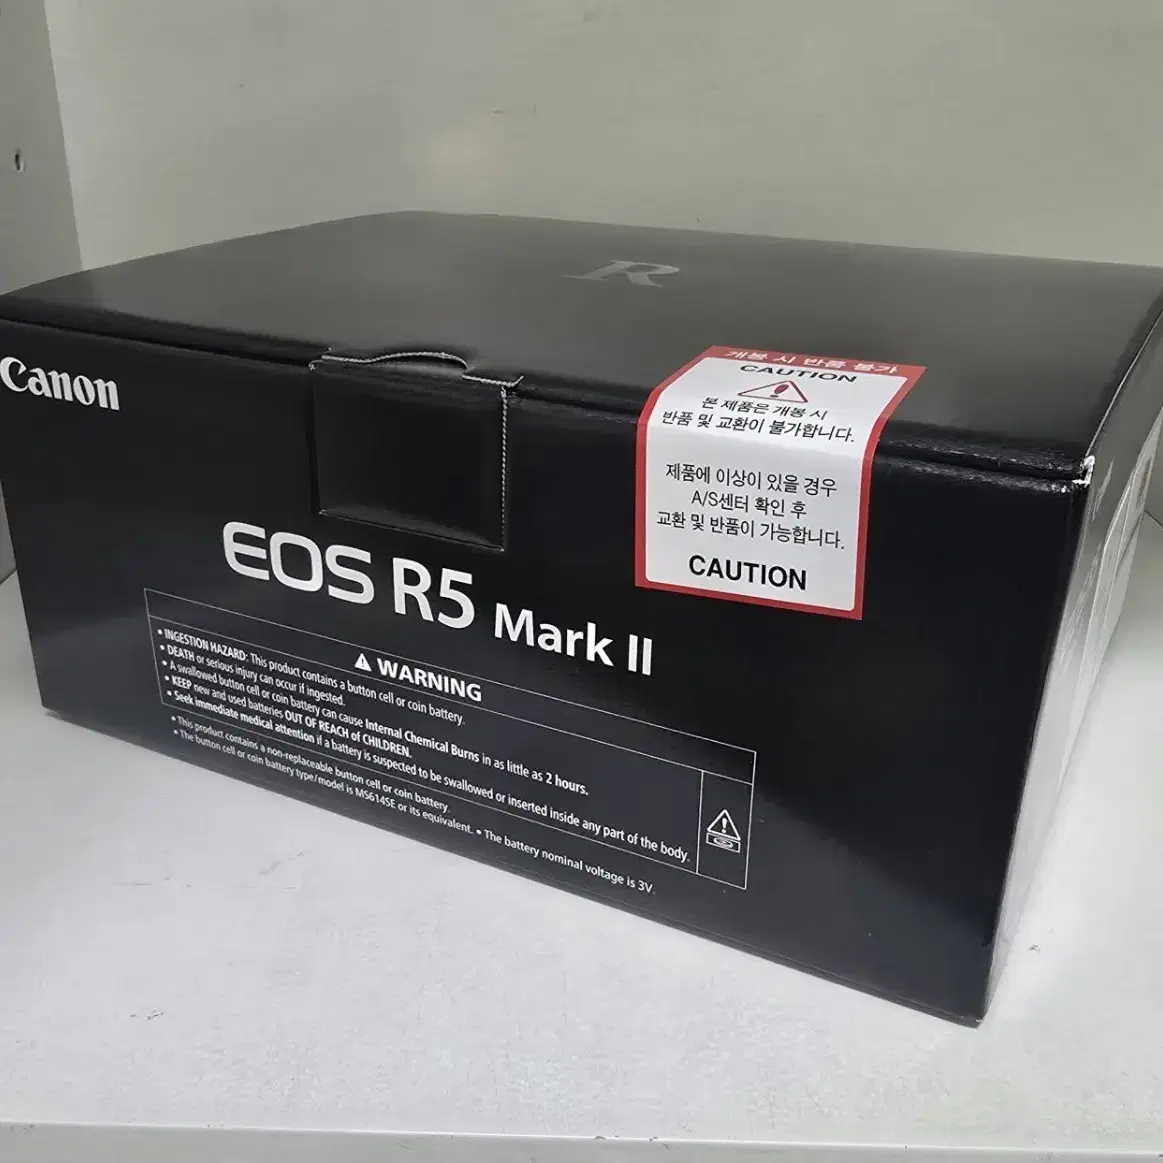 R
Canon
개봉 시 반품 불가
CAUTION
본 제품은 개봉 시
반품 및 교환이 불가합니다.
제품에 이상이 있을 경우
A/S센터 확인 후
교환 및 반품이 가능합니다.
CAUTION
EOS R5 Mark II
WARNING
• INGESTION HAZARD: This product contains a button cell or coin battery.
• DEATH or serious injury can occur if ingested.
• A swallowed button cell or coin battery can cause Internal Chemical Burns in as little as 2 hours.
• KEEP new and used batteries OUT OF REACH of CHILDREN.
• Seek immediate medical attention if a battery is suspected to be swallowed or inserted inside any part of the body.
• This product contains a non-replaceable button cell or coin battery.
• The button cell or coin battery type/model is MS614SE or its equivalent. • The battery nominal voltage is 3V.